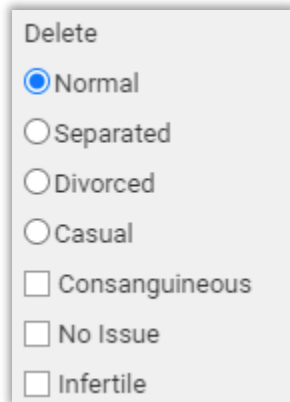 Delete
Normal
Separated
Divorced
Casual
Consanguineous
No Issue
Infertile